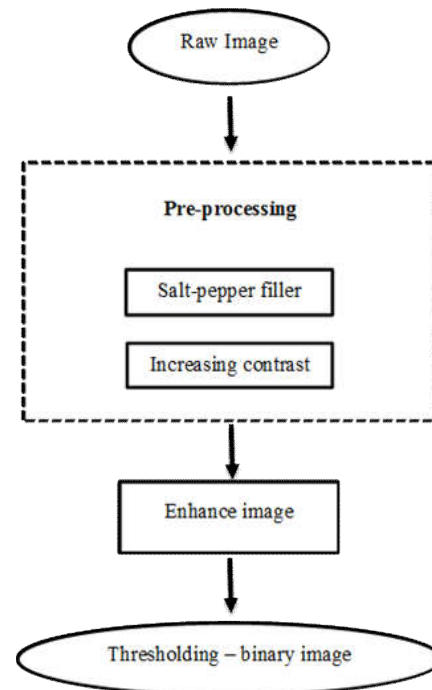 Raw Image
Pre-processing
Salt-pepper filler
Increasing contrast
Enhance image
Thresholding – binary image